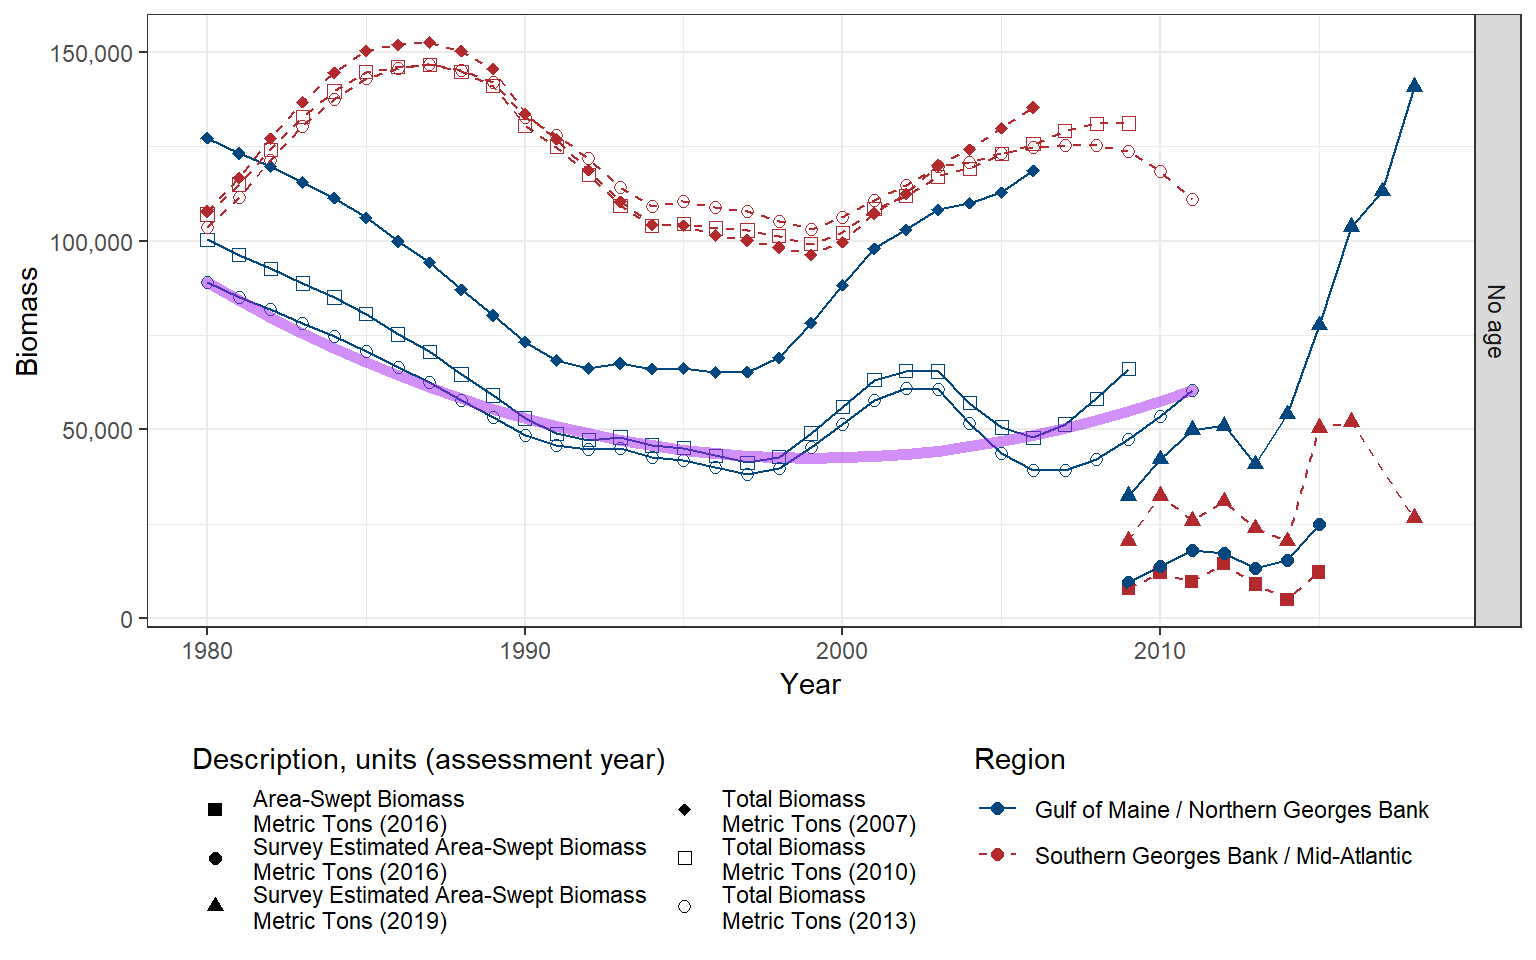 150,000
100,000
50,000
0
Biomass
No age
1980 1990 2000 2010
Year
Description, units (assessment year)
Area-Swept Biomass
Metric Tons (2016)
Survey Estimated Area-Swept Biomass
Metric Tons (2016)
Survey Estimated Area-Swept Biomass
Metric Tons (2019)
Total Biomass
Metric Tons (2007)
Total Biomass
Metric Tons (2010)
Total Biomass
Metric Tons (2013)
Region
Gulf of Maine / Northern Georges Bank
Southern Georges Bank / Mid-Atlantic